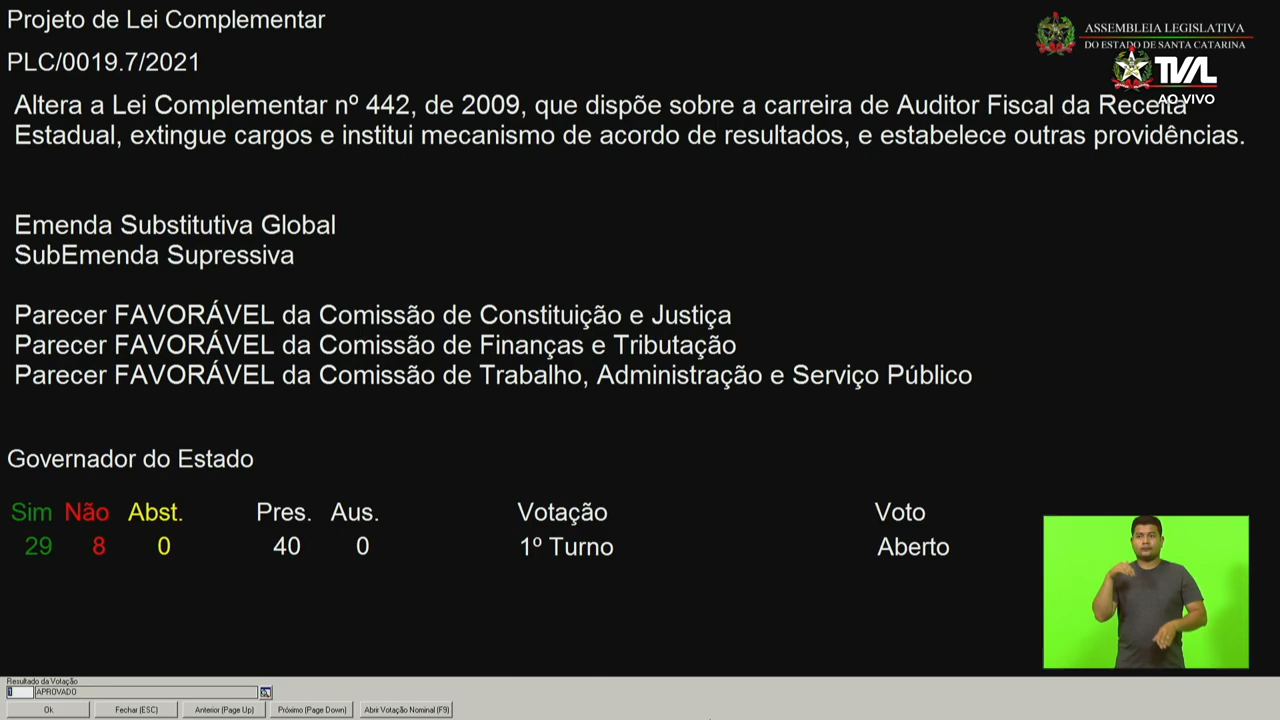 Projeto de Lei Complementar
ASSEMBLEIA LEGISLATIVA
DO ESTADO DE SANTA CATARINA
PLC/0019.7/2021
TVAL
AO VIVO
Altera a Lei Complementar nº 442, de 2009, que dispõe sobre a carreira de Auditor Fiscal da Receita
Estadual, extingue cargos e institui mecanismo de acordo de resultados, e estabelece outras providências.
Emenda Substitutiva Global
SubEmenda Supressiva
Parecer FAVORÁVEL da Comissão de Constituição e Justiça
Parecer FAVORÁVEL da Comissão de Finanças e Tributação
Parecer FAVORÁVEL da Comissão de Trabalho, Administração e Serviço Público
Governador do Estado
Sim Não Abst. Pres. Aus. Votação Voto
29 8 0 40 0 1º Turno Aberto
Resultado da Votação
1 APROVADO
Ok Fechar (ESC) Anterior (Page Up) Próximo (Page Down) Abrir Votação Nominal (F9)